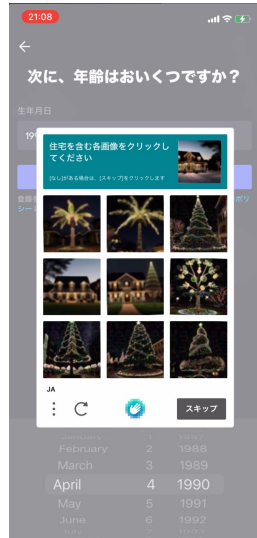 21:08
次に、年齢はおいくつですか？
生年月日
住宅を含む各画像をクリックし
てください
[なし]がある場合は、[スキップ]をクリックします
JA
スキップ
February 2 1988
March 3 1989
April 4 1990
May 5 1991
June 6 1992